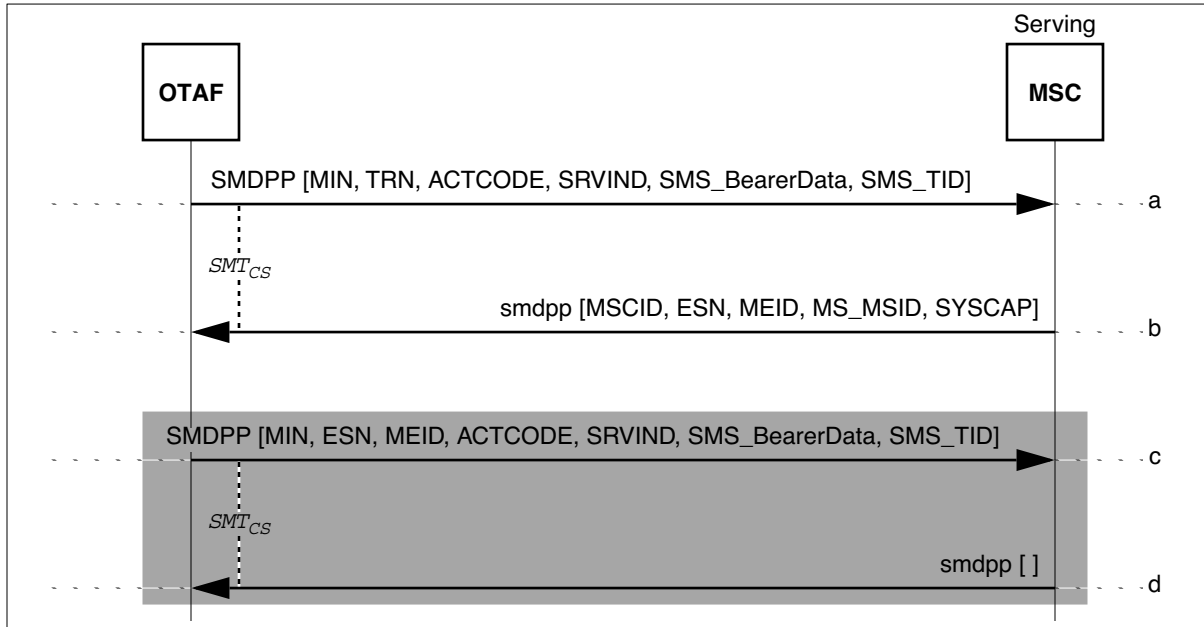 Serving
OTAF
MSC
SMDPP [MIN, TRN, ACTCODE, SRVIND, SMS_BearerData, SMS_TID]
a
SMT_CS
smdpp [MSCID, ESN, MEID, MS_MSID, SYSCAP]
b
SMDPP [MIN, ESN, MEID, ACTCODE, SRVIND, SMS_BearerData, SMS_TID]
c
SMT_CS
smdpp [ ]
d